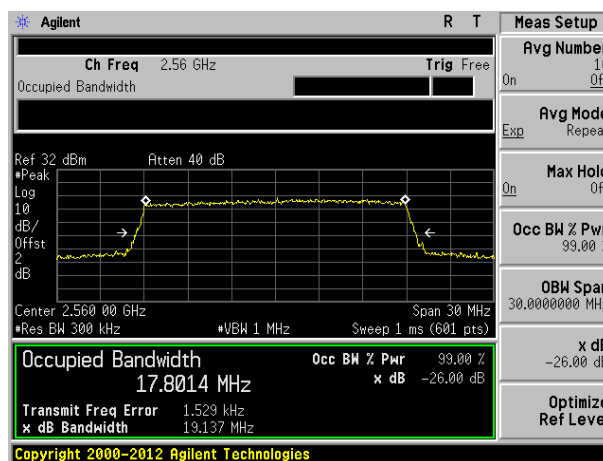 Agilent R T Meas Setup
Ch Freq 2.56 GHz Trig Free
Occupied Bandwidth
Avg Number
On
Avg Mode
Exp Repeat
Max Hold
On
Occ BW % Pwr
99.00
OBW Span
30.0000000
x dB
-26.00
Optimize
Ref Level
Ref 32 dBm Atten 40 dB
#Peak
Log
10
dB/
Offst
2
dB
Center 2.560 00 GHz Span 30 MHz
#Res BW 300 kHz #VBW 1 MHz Sweep 1 ms (601 pts)
Occupied Bandwidth Occ BW % Pwr 99.00 %
17.8014 MHz x dB -26.00 dB
Transmit Freq Error 1.529 kHz
x dB Bandwidth 19.137 MHz
Copyright 2000-2012 Agilent Technologies